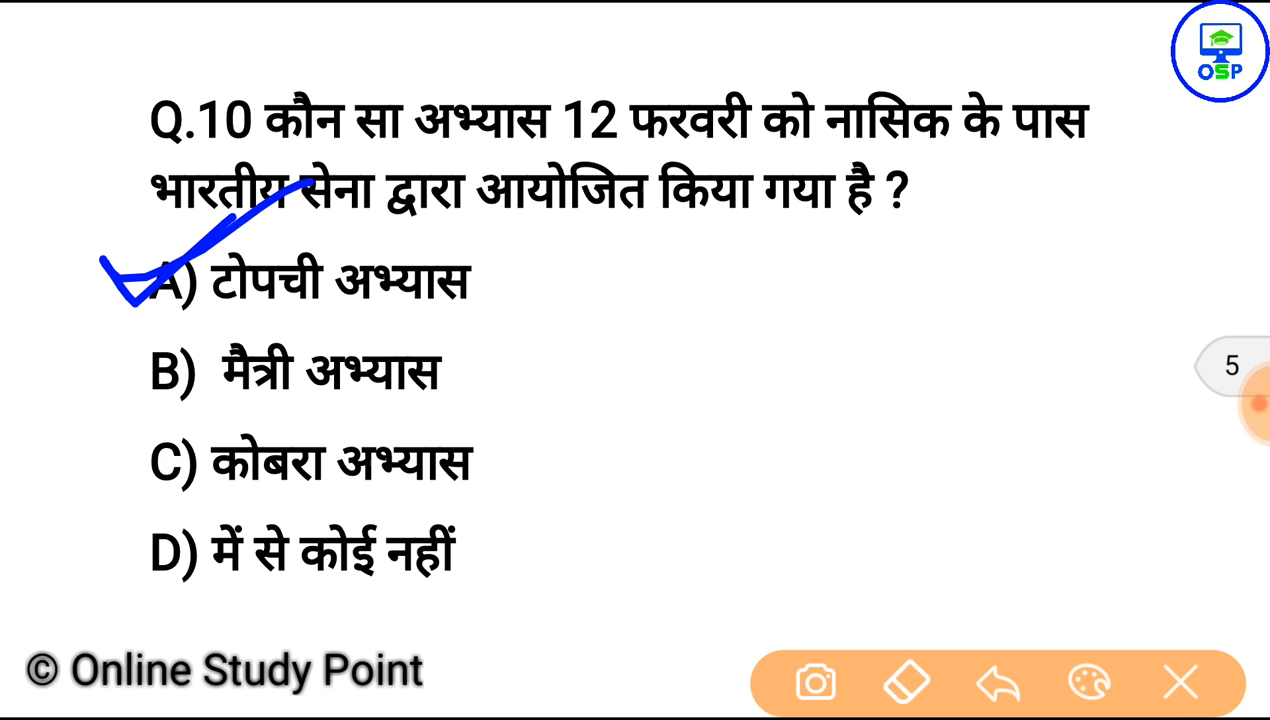 OSP
Q.10 कौन सा अभ्यास 12 फरवरी को नासिक के पास
भारतीय सेना द्वारा आयोजित किया गया है ?
A) टोपची अभ्यास
B) मैत्री अभ्यास
C) कोबरा अभ्यास
5
D) में से कोई नहीं
© Online Study Point